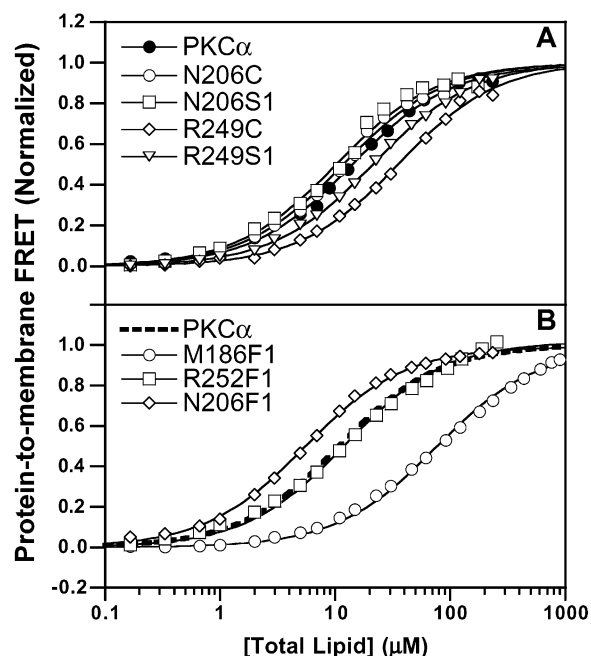 A
PKCα
N206C
N206S1
R249C
R249S1
1.2
1.0
0.8
0.6
0.4
0.2
0.0
B
PKCα
M186F1
R252F1
N206F1
1.0
0.8
0.6
0.4
0.2
0.0
-0.2
0.1
1
10
100
1000
Protein-to-membrane FRET (Normalized)
[Total Lipid] (μM)